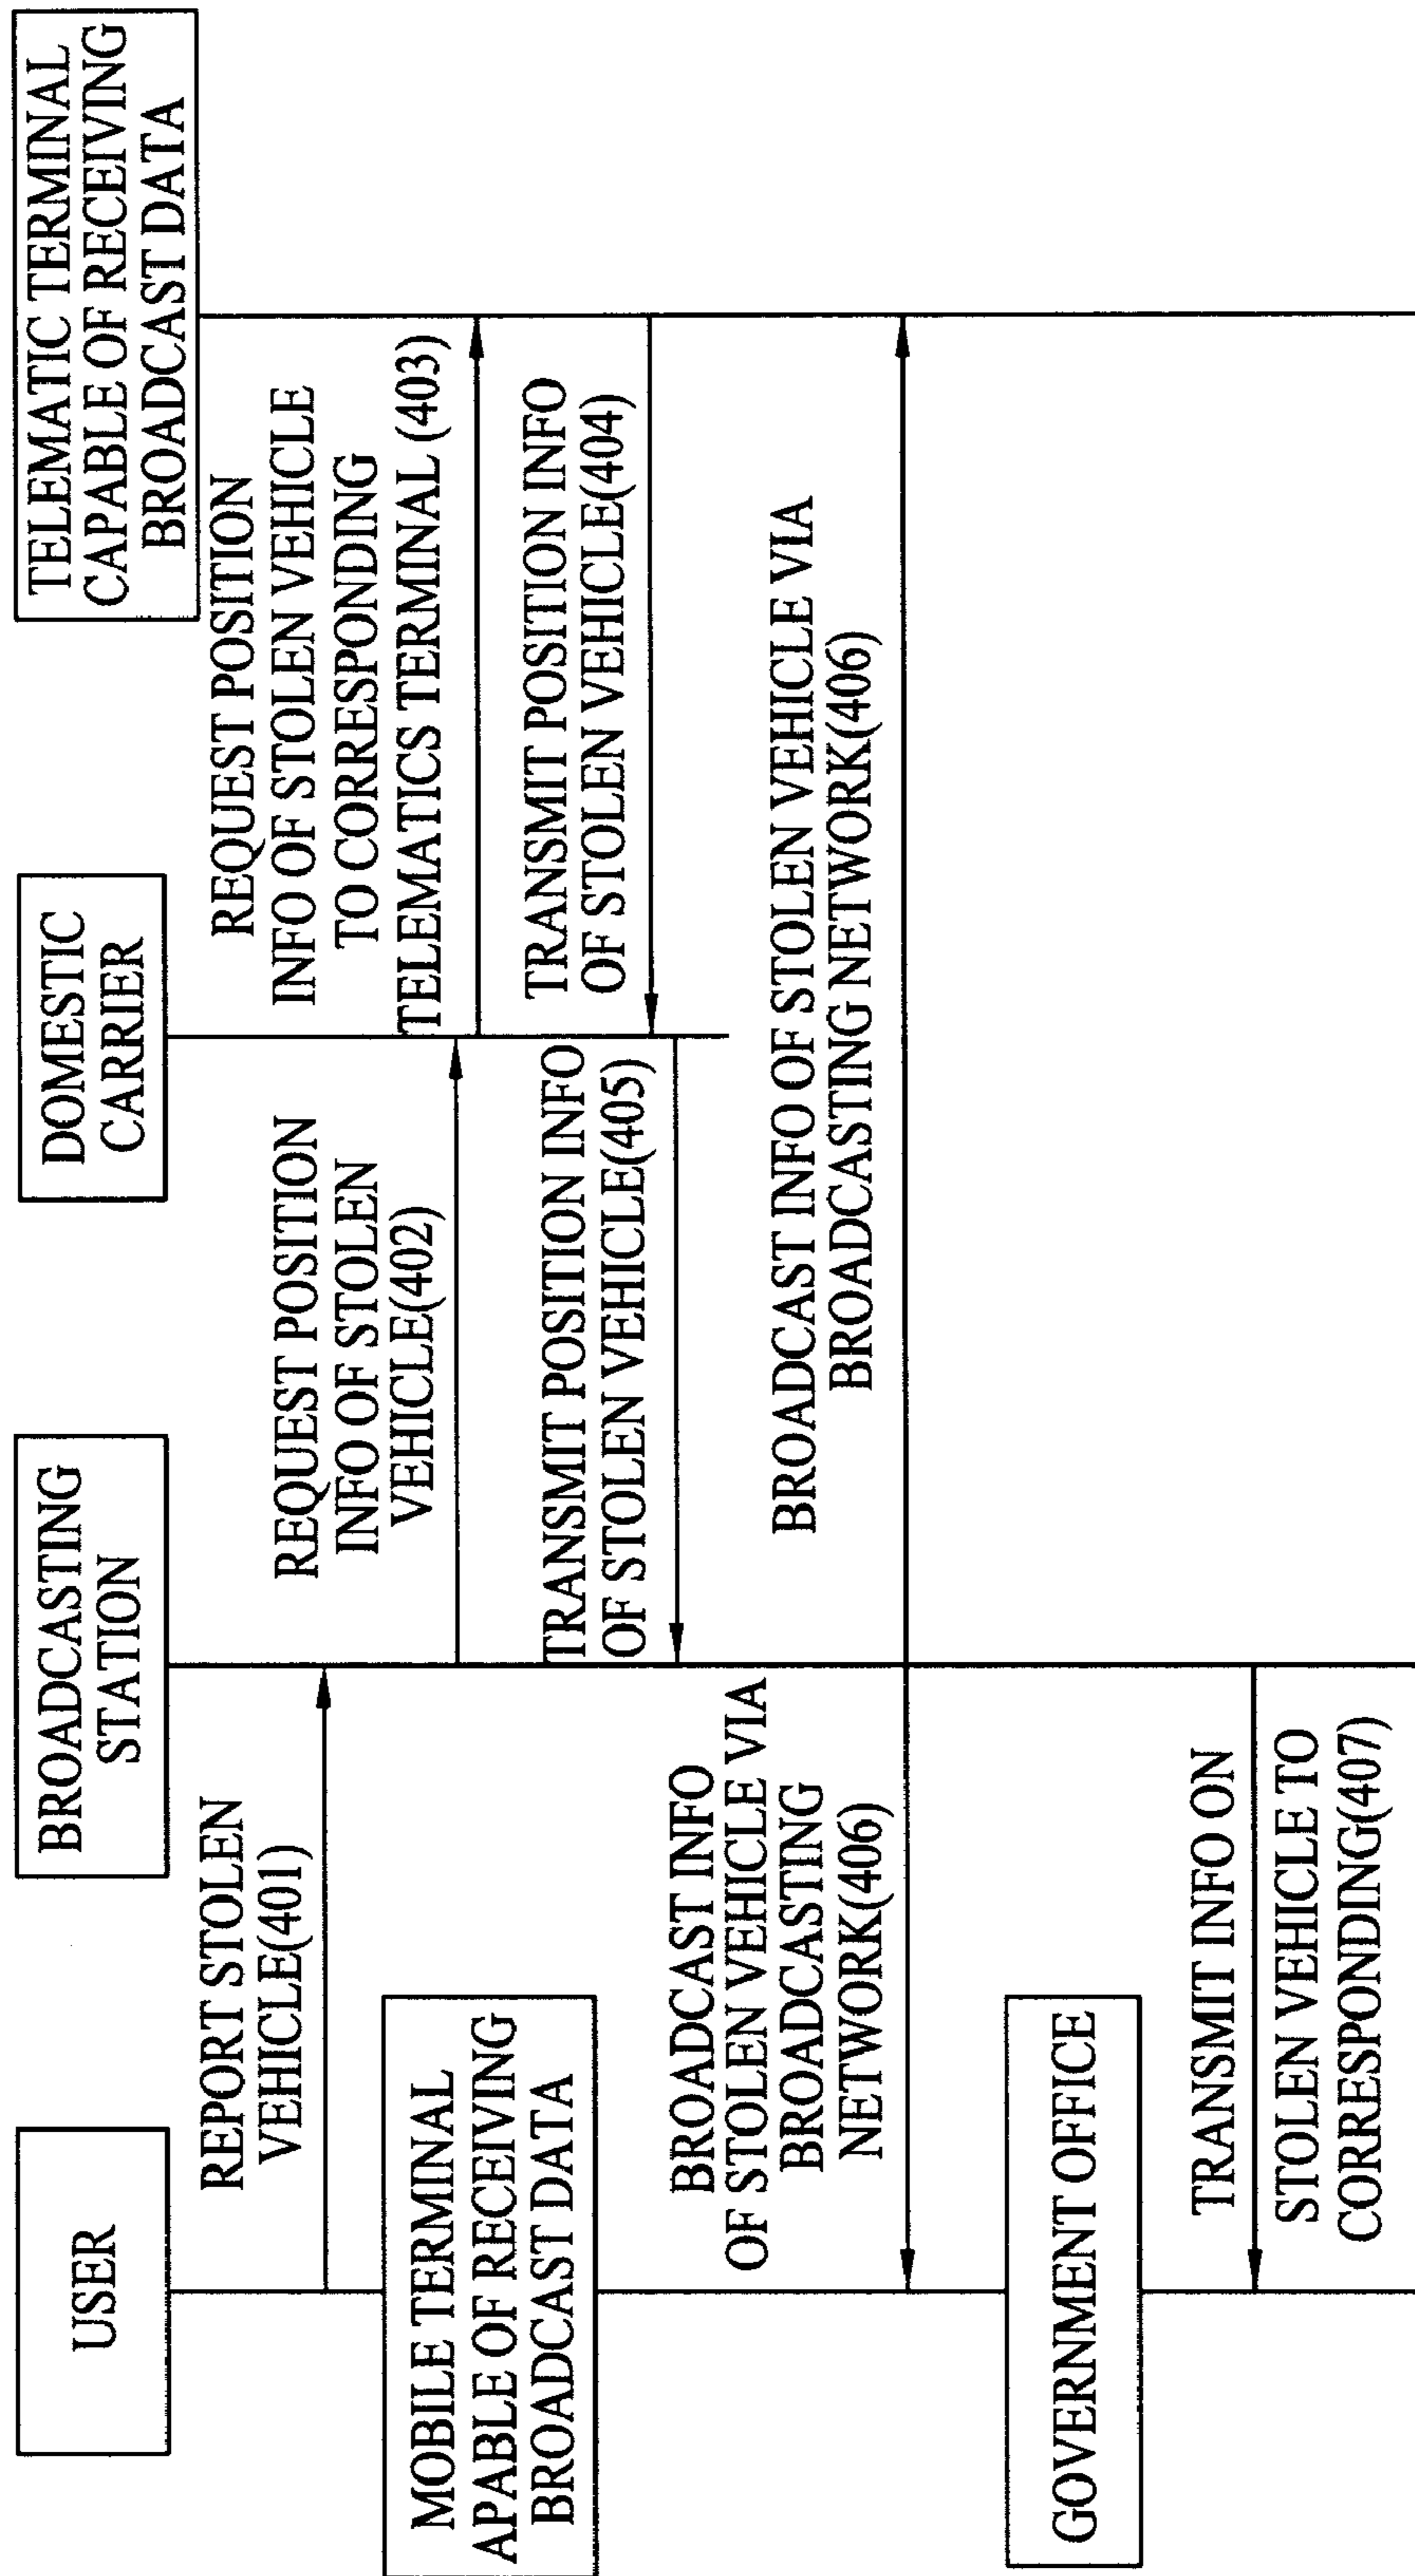 USER
BROADCASTING
STATION
DOMESTIC
CARRIER
TELEMATIC TERMINAL
CAPABLE OF RECEIVING
BROADCAST DATA
REPORT STOLEN
VEHICLE(401)
REQUEST POSITION
INFO OF STOLEN
VEHICLE(402)
REQUEST POSITION
INFO OF STOLEN VEHICLE
TO CORRESPONDING
TELEMATICS TERMINAL (403)
MOBILE TERMINAL
APABLE OF RECEIVING
BROADCAST DATA
TRANSMIT POSITION INFO
OF STOLEN VEHICLE(404)
TRANSMIT POSITION INFO
OF STOLEN VEHICLE(405)
BROADCAST INFO
OF STOLEN VEHICLE VIA
BROADCASTING
NETWORK(406)
BROADCAST INFO OF STOLEN VEHICLE VIA
BROADCASTING NETWORK(406)
GOVERNMENT OFFICE
TRANSMIT INFO ON
STOLEN VEHICLE TO
CORRESPONDING(407)